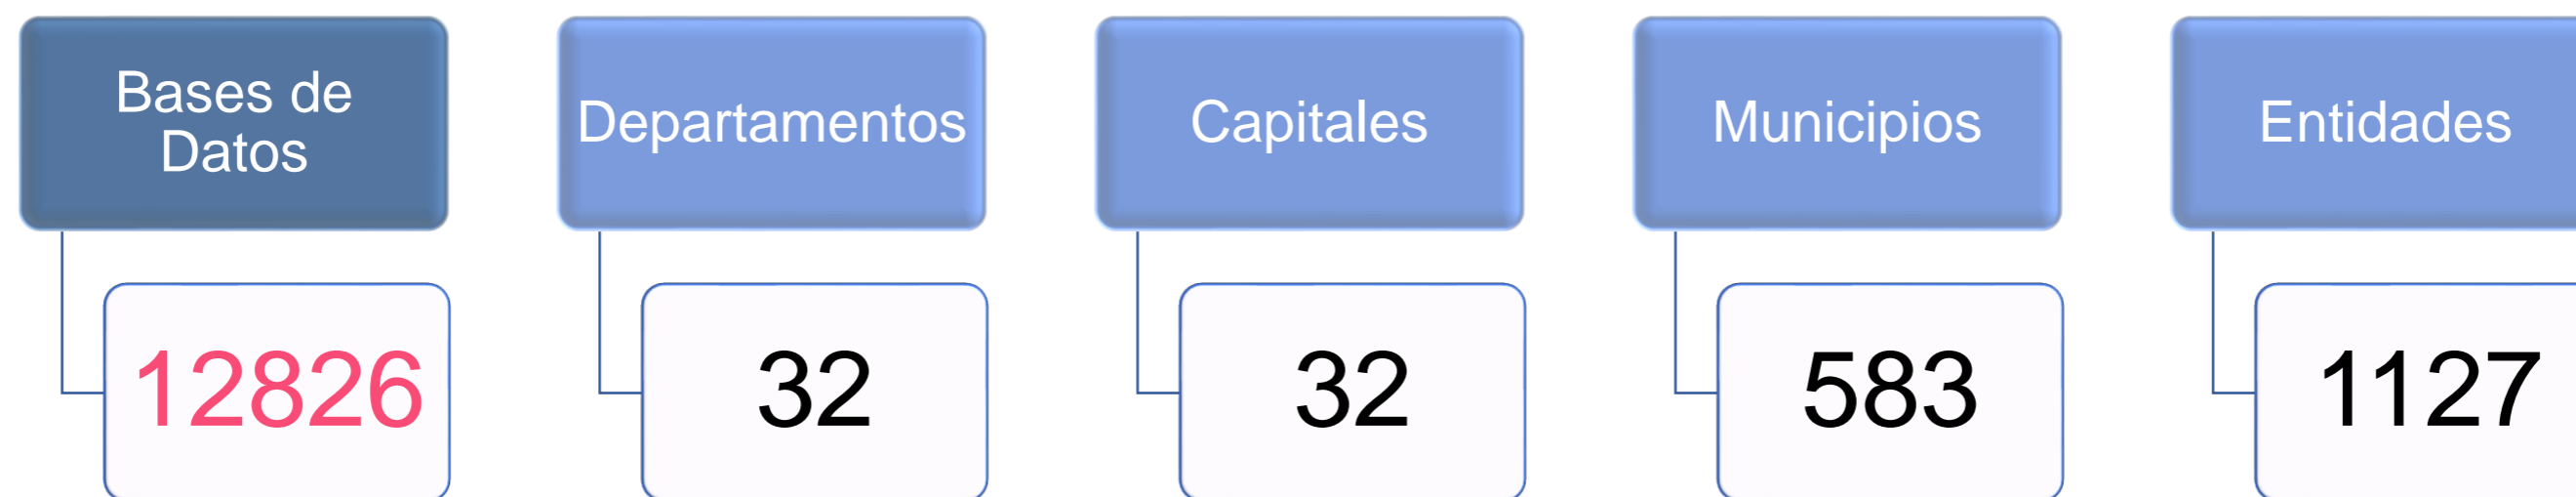 Bases de
Datos
Departamentos
Capitales
Municipios
Entidades
12826
32
32
583
1127